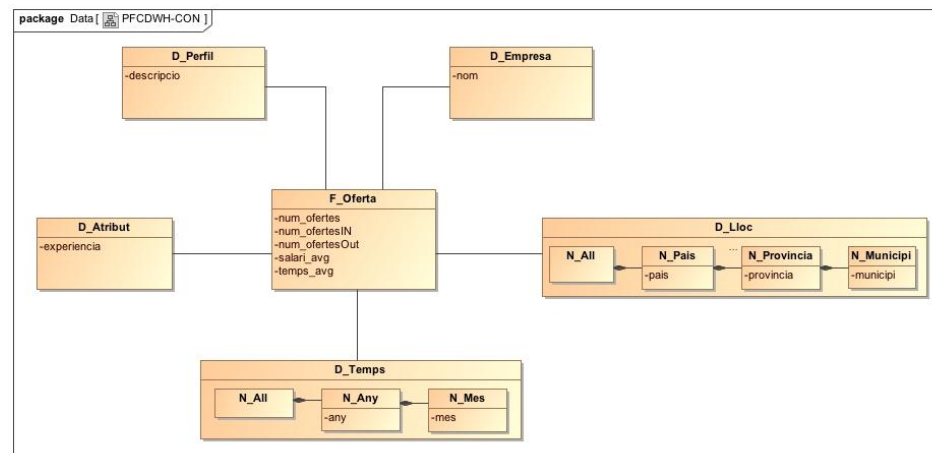 package Data [ PFCDWH-CON ]
D_Perfil
-descripcio
D_Empresa
-nom
F_Oferta
-num_ofertes
-num_ofertesIN
-num_ofertesOut
-salari_avg
-temps_avg
D_Atribut
-experiencia
D_Lloc
N_All
N_Pais
-pais
...
N_Provincia
-provincia
N_Municipi
-municipi
D_Temps
N_All
N_Any
-any
N_Mes
-mes